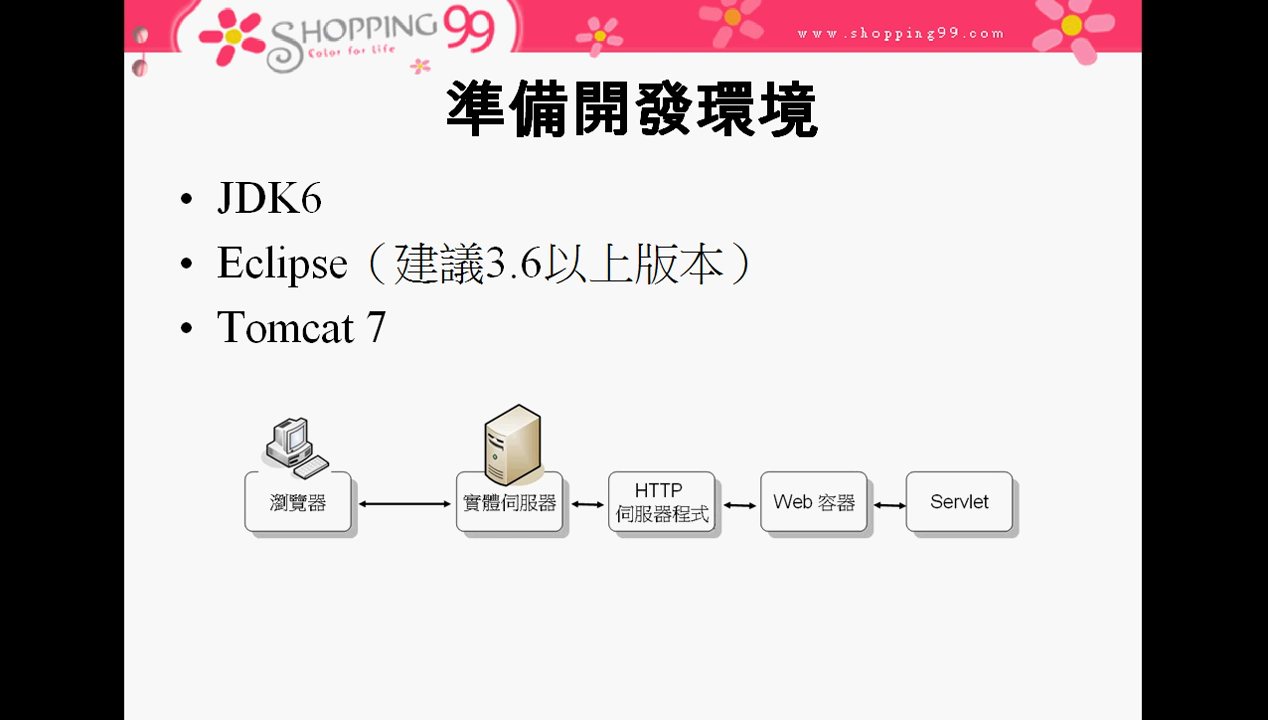 SHOPPING 99
Color for Life
www.shopping99.com
準備開發環境
• JDK6
• Eclipse（建議3.6以上版本）
• Tomcat 7
瀏覽器
實體伺服器
HTTP
伺服器程式
Web 容器
Servlet